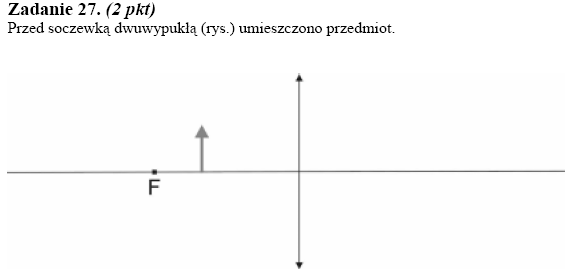 Zadanie 27. (2 pkt)
Przed soczewką dwuwypukłą (rys.) umieszczono przedmiot.
F